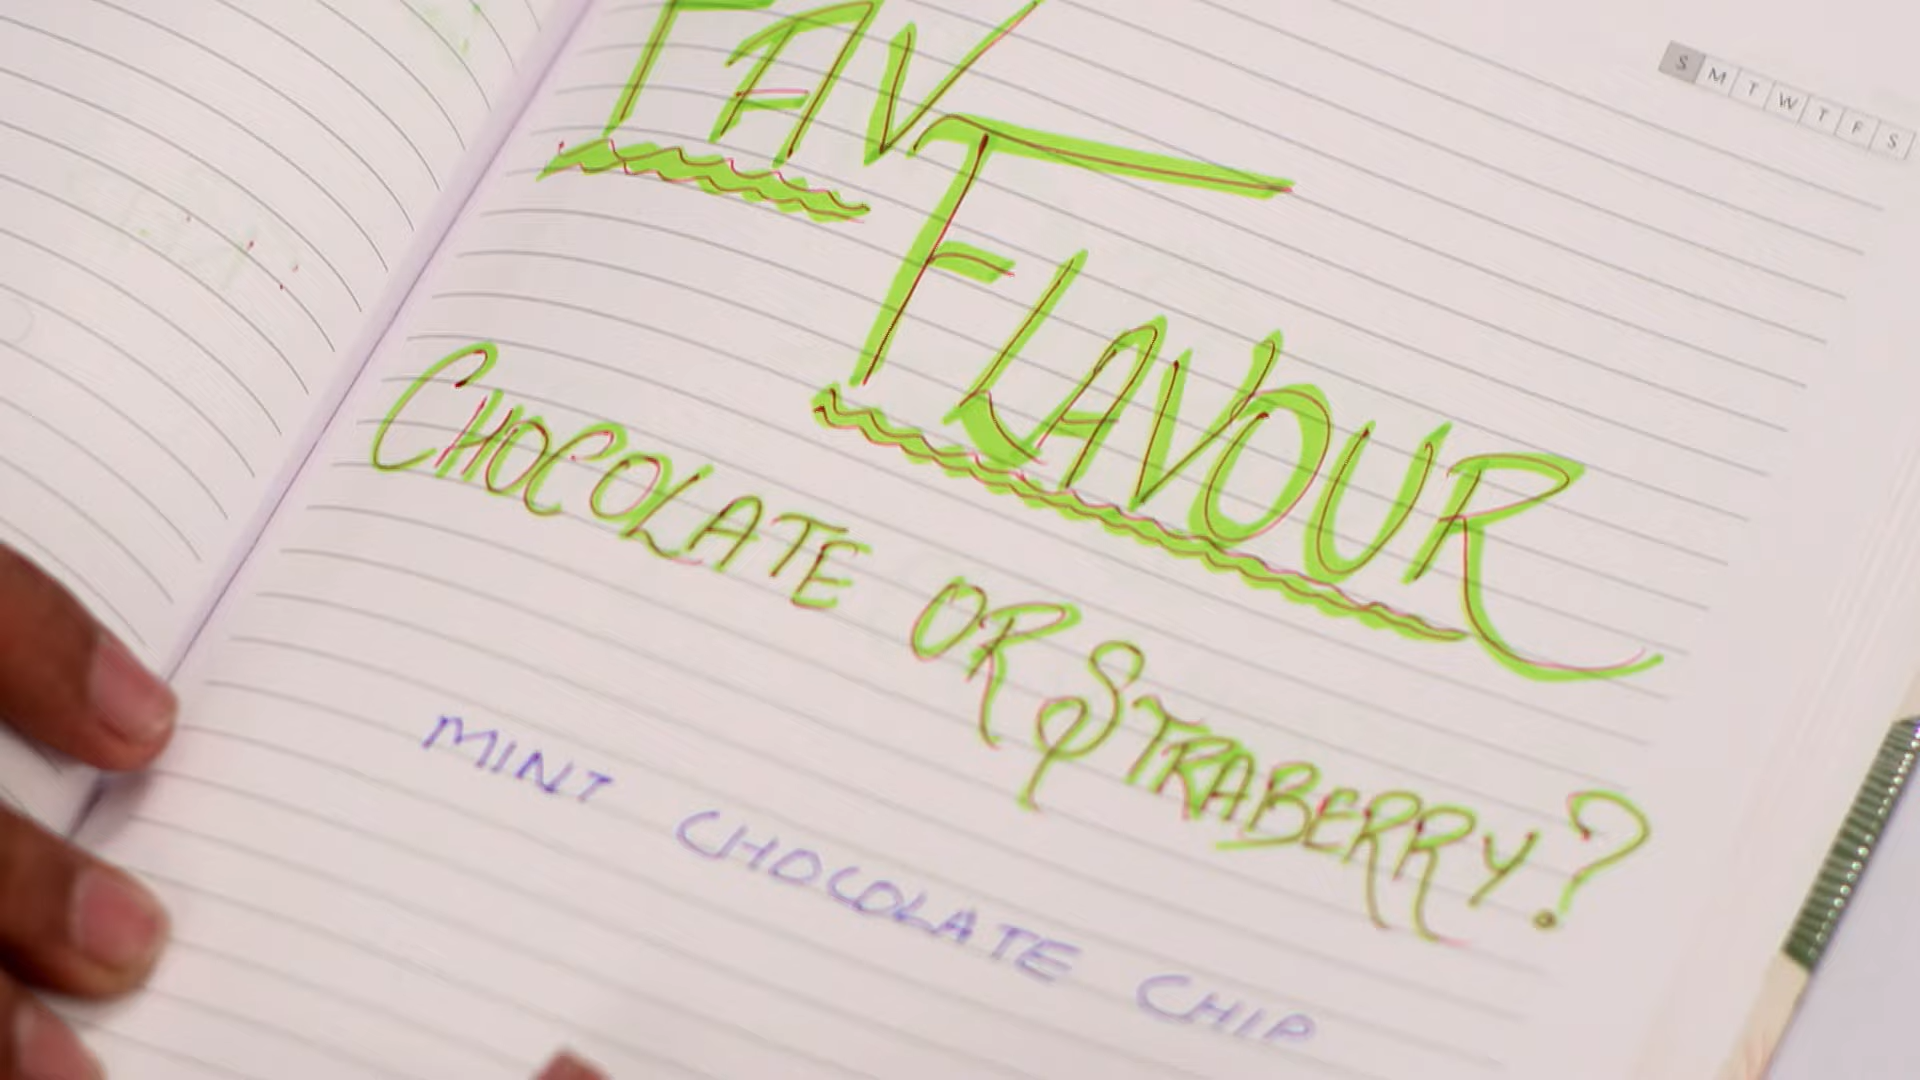 S M T W T F S
FAV
FLAVOUR
CHOCOLATE OR STRABERRY?
MINT CHOCOLATE CHIP